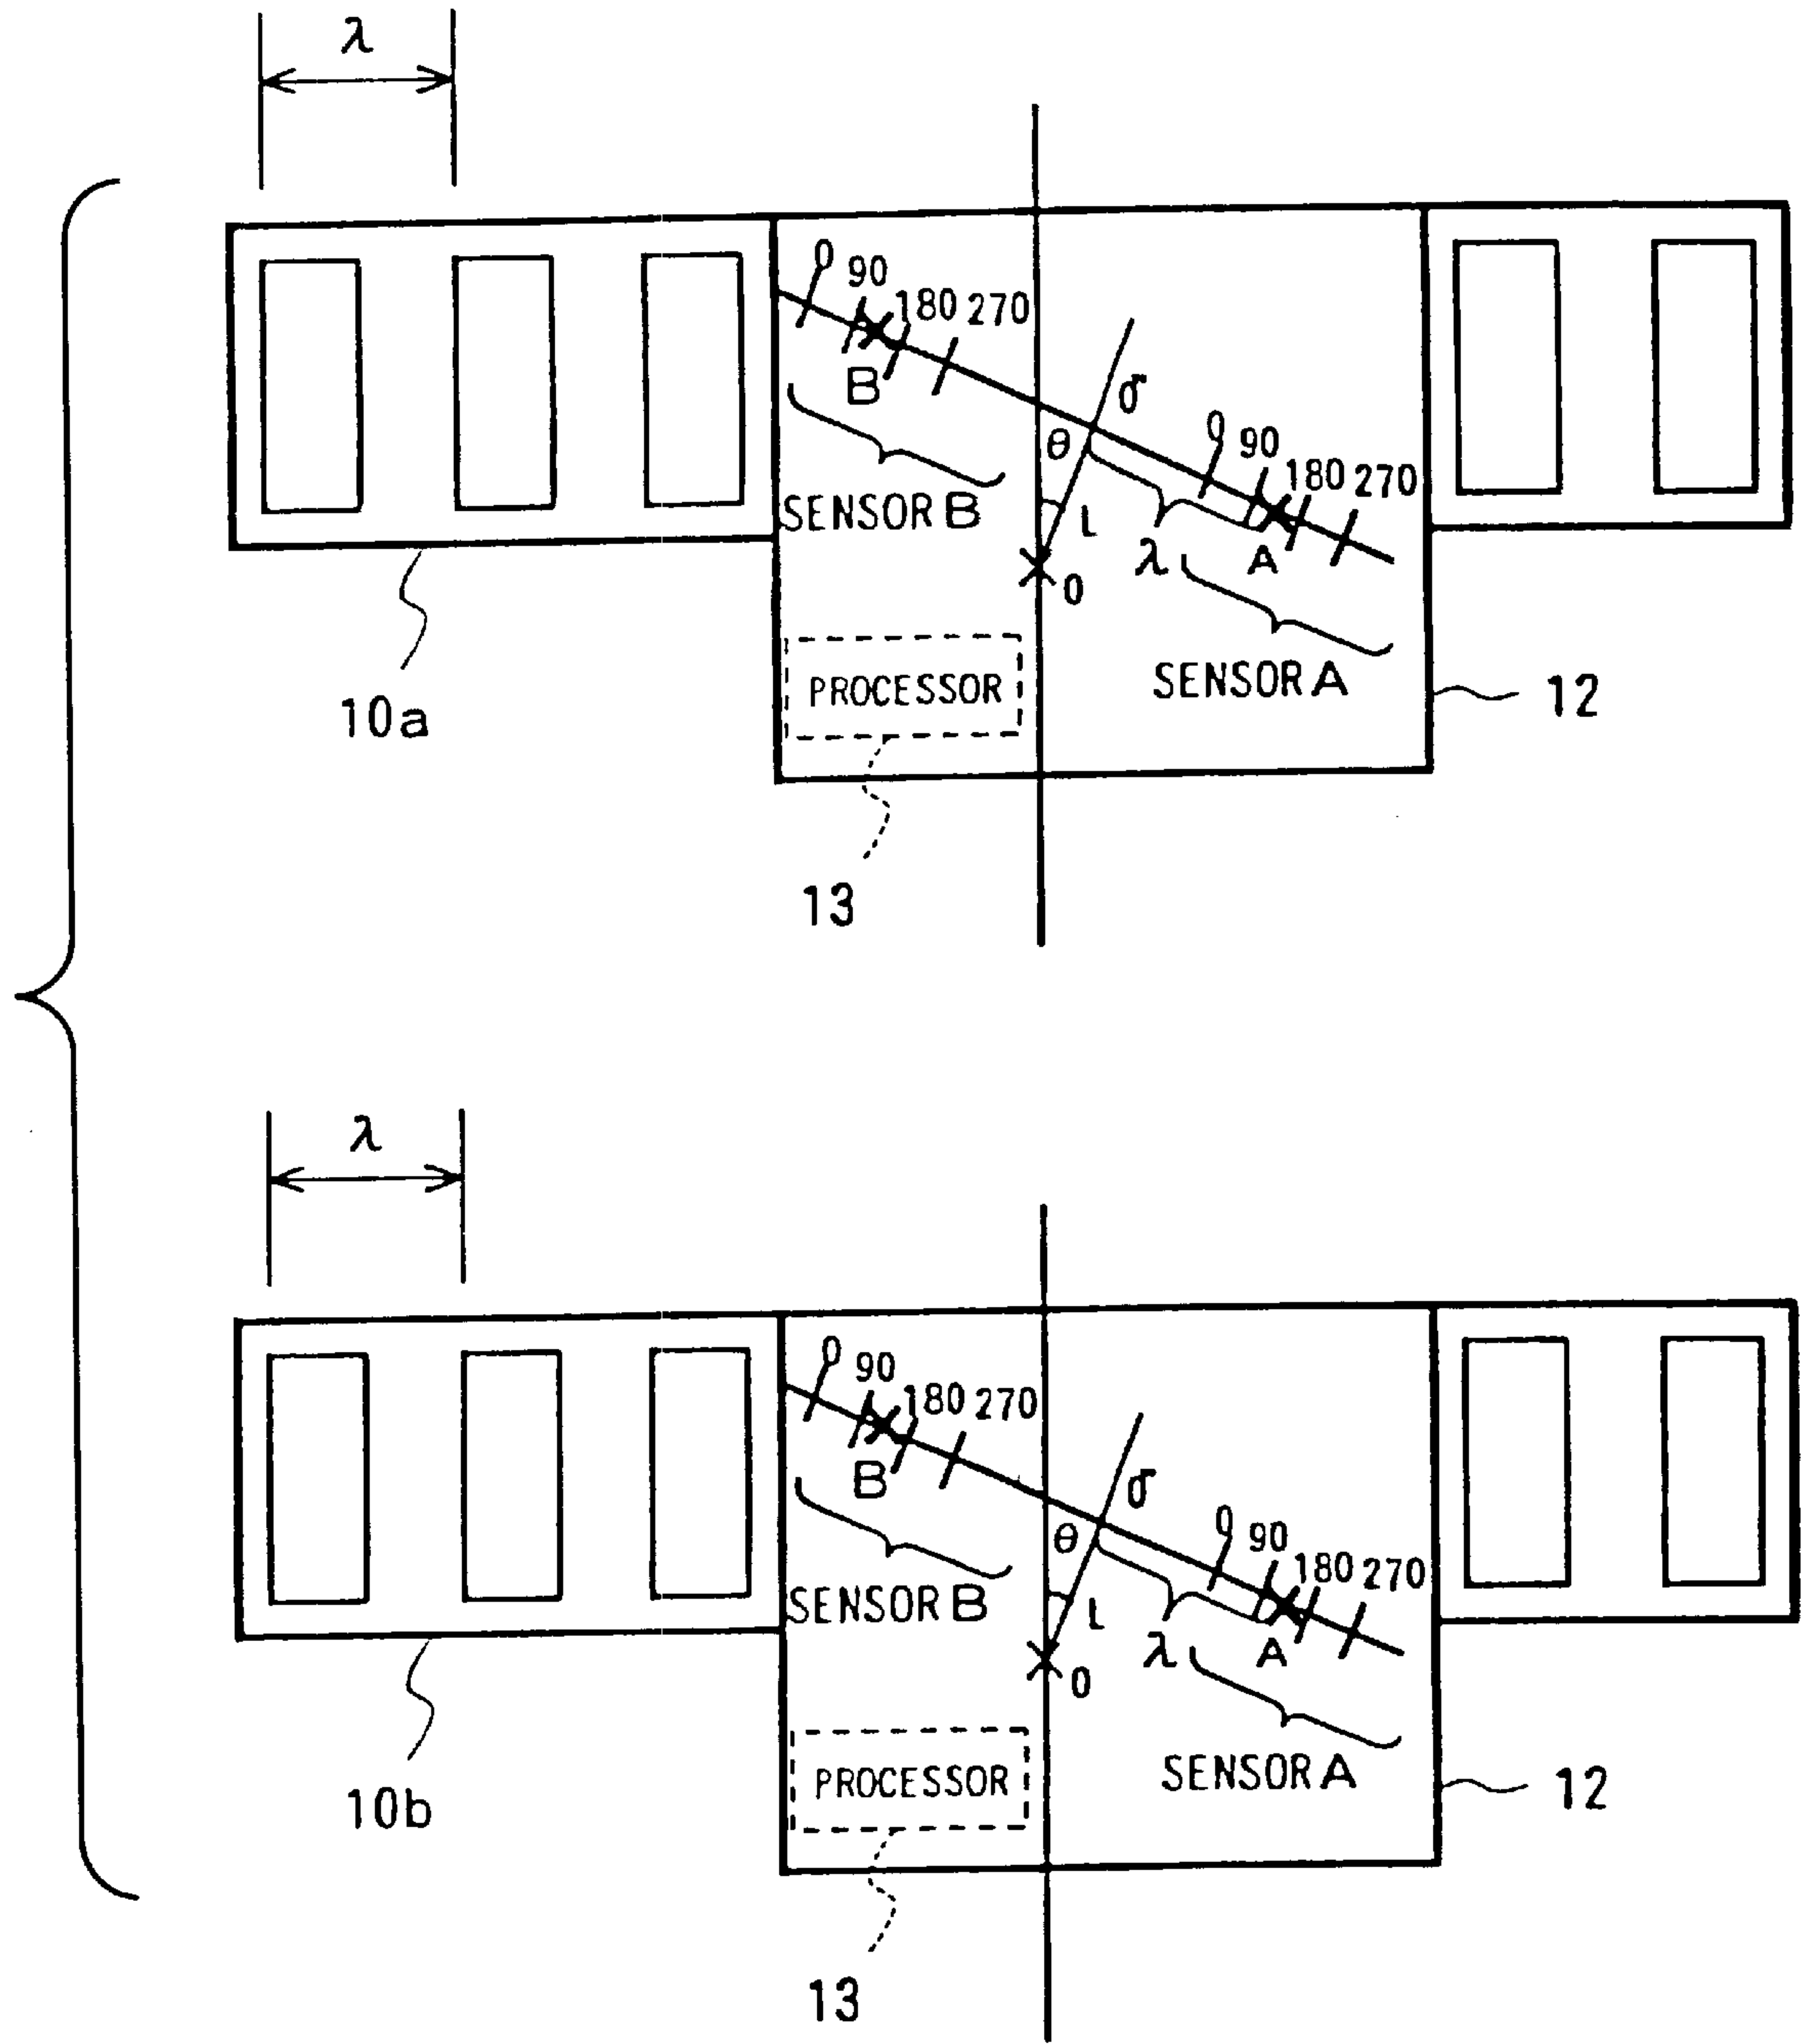 λ
0 90 180 270
B
SENSOR B
σ
θ
L
λ
0
0 90 180 270
A
SENSOR A
PROCESSOR
10a
12
13
λ
0 90 180 270
B
SENSOR B
σ
θ
L
λ
0
0 90 180 270
A
SENSOR A
PROCESSOR
10b
12
13